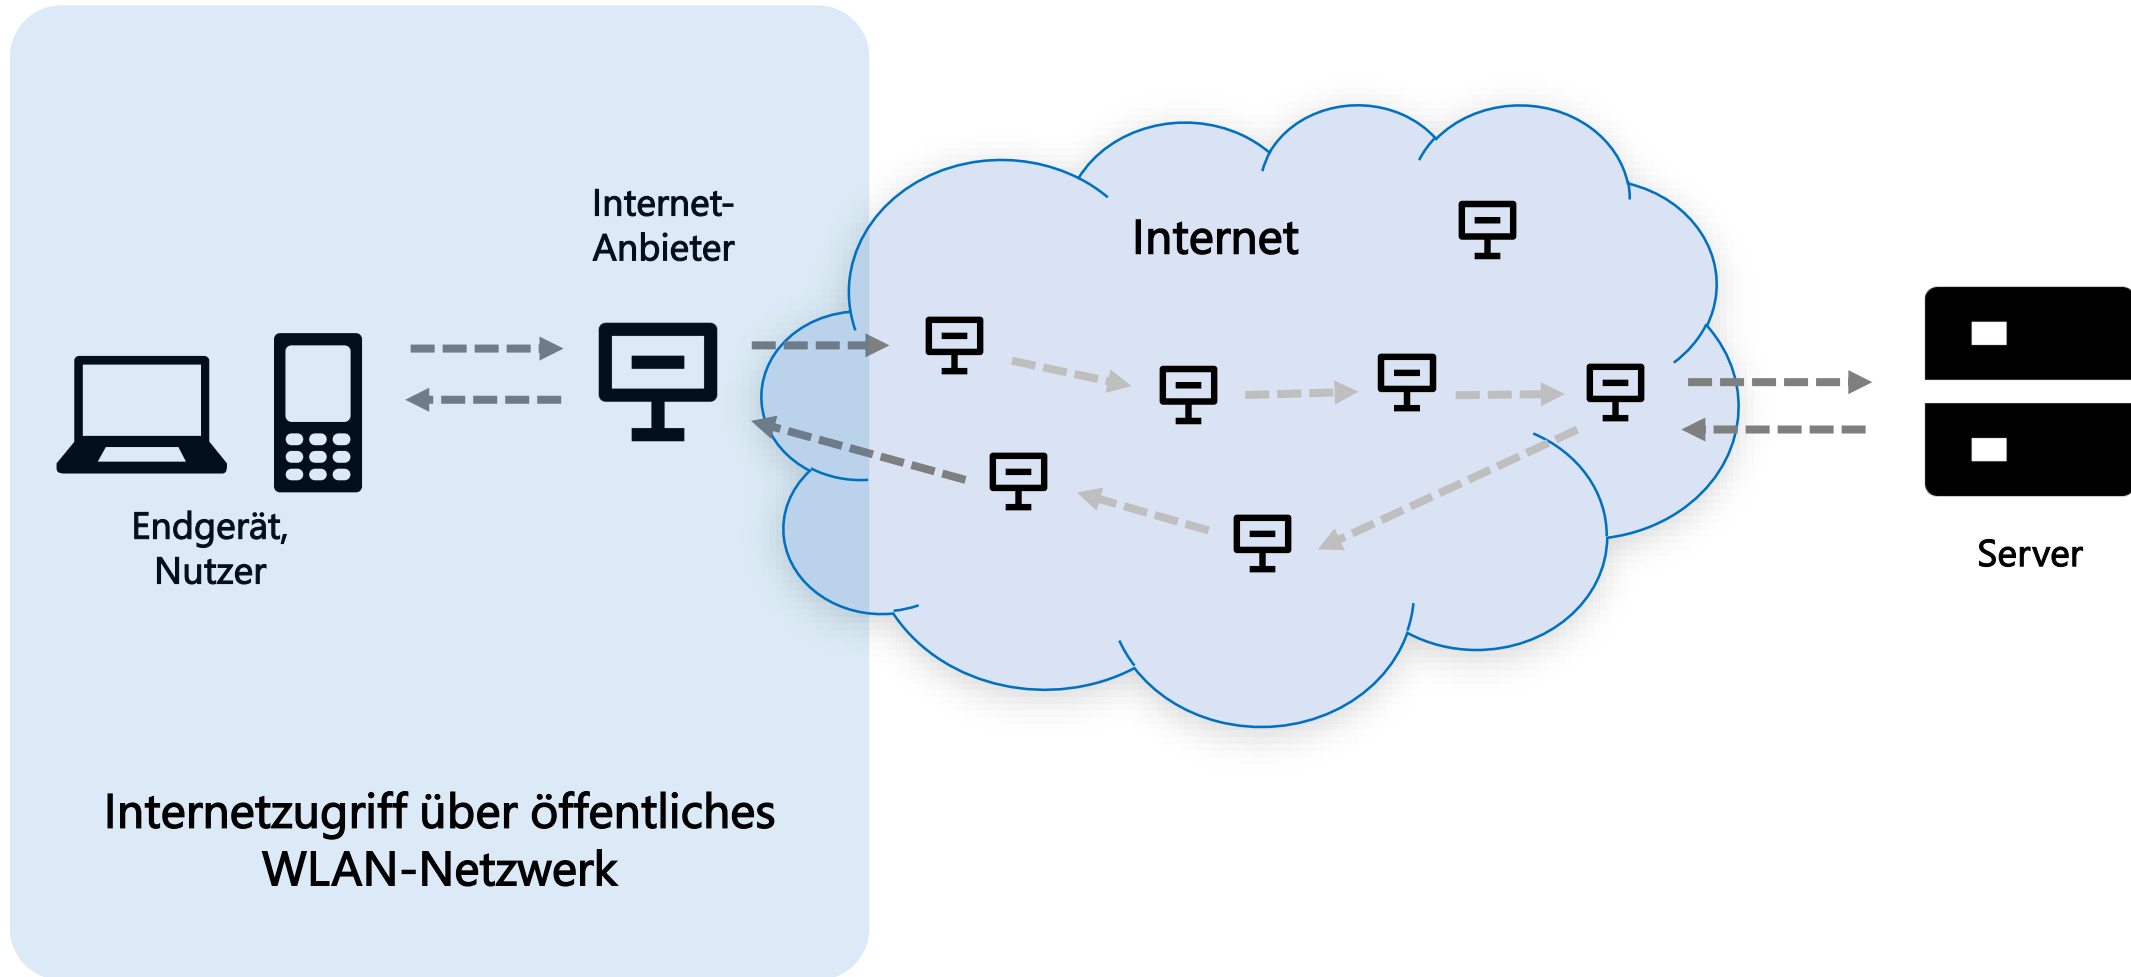 Internet-
Anbieter
Internet
Endgerät,
Nutzer
Server
Internetzugriff über öffentliches
WLAN-Netzwerk